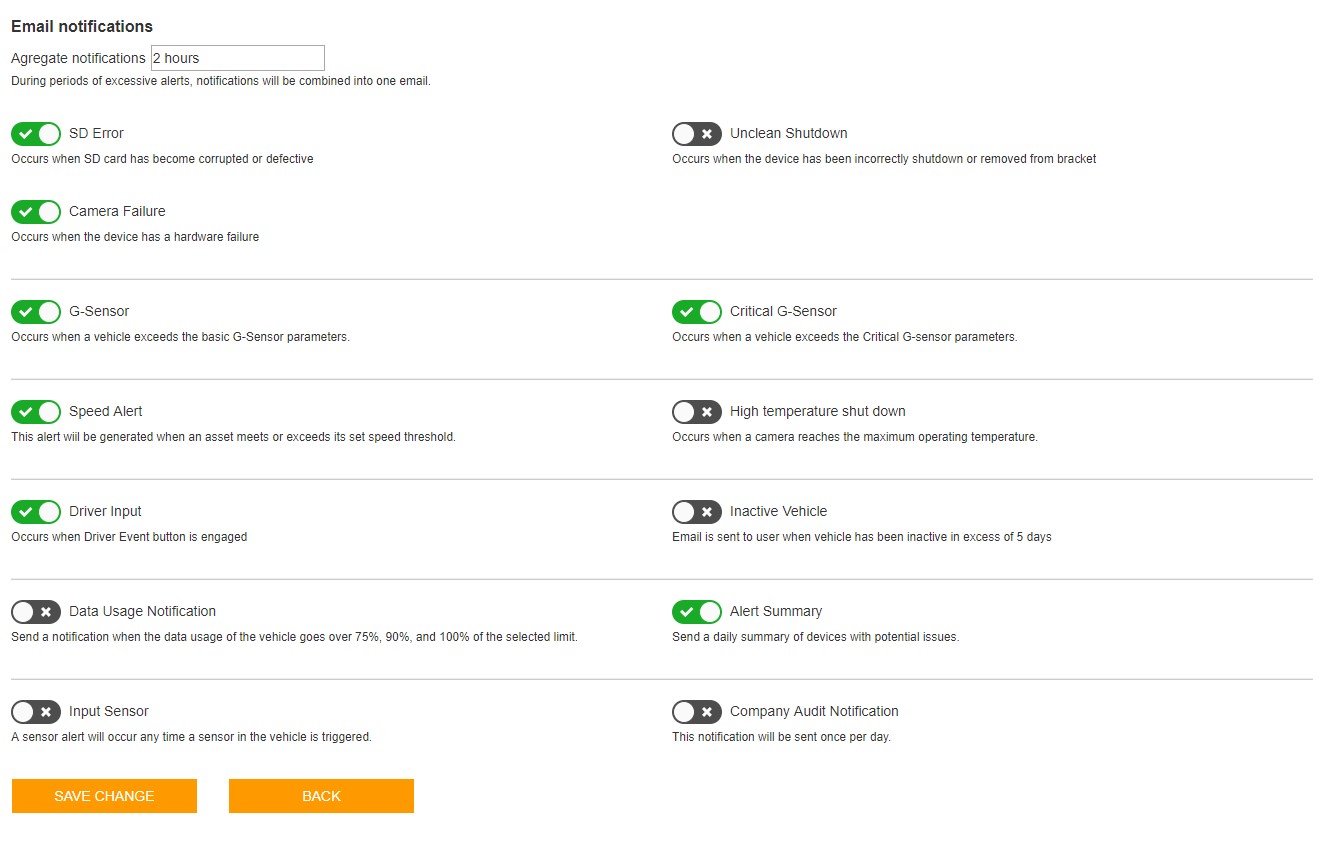 Email notifications
Agregate notifications 2 hours
During periods of excessive alerts, notifications will be combined into one email.
SD Error
Occurs when SD card has become corrupted or defective
Unclean Shutdown
Occurs when the device has been incorrectly shutdown or removed from bracket
Camera Failure
Occurs when the device has a hardware failure
G-Sensor
Occurs when a vehicle exceeds the basic G-Sensor parameters.
Critical G-Sensor
Occurs when a vehicle exceeds the Critical G-sensor parameters.
Speed Alert
This alert will be generated when an asset meets or exceeds its set speed threshold.
High temperature shut down
Occurs when a camera reaches the maximum operating temperature.
Driver Input
Occurs when Driver Event button is engaged
Inactive Vehicle
Email is sent to user when vehicle has been inactive in excess of 5 days
Data Usage Notification
Send a notification when the data usage of the vehicle goes over 75%, 90%, and 100% of the selected limit.
Alert Summary
Send a daily summary of devices with potential issues.
Input Sensor
A sensor alert will occur any time a sensor in the vehicle is triggered.
Company Audit Notification
This notification will be sent once per day.
SAVE CHANGE
BACK